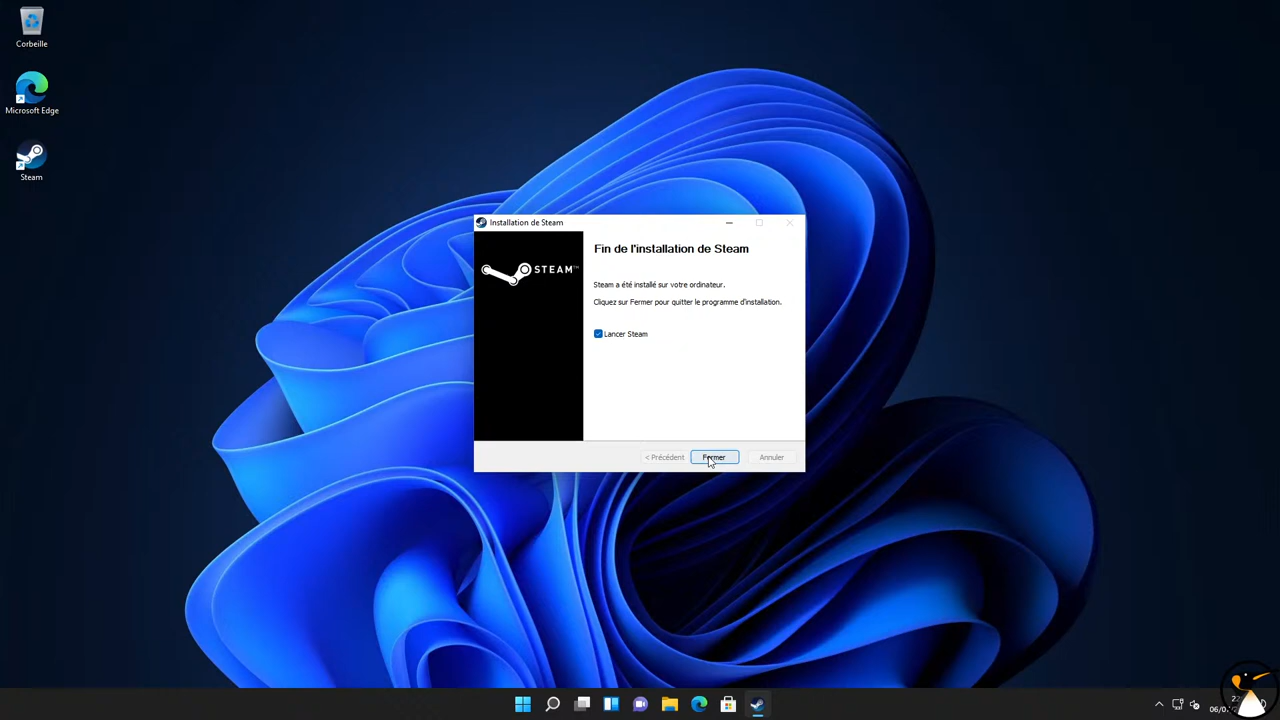 Corbeille
Microsoft Edge
Steam
Installation de Steam
STEAM™
Fin de l'installation de Steam
Steam a été installé sur votre ordinateur.
Cliquez sur Fermer pour quitter le programme d'installation.
Lancer Steam
< Précédent
Fermer
Annuler